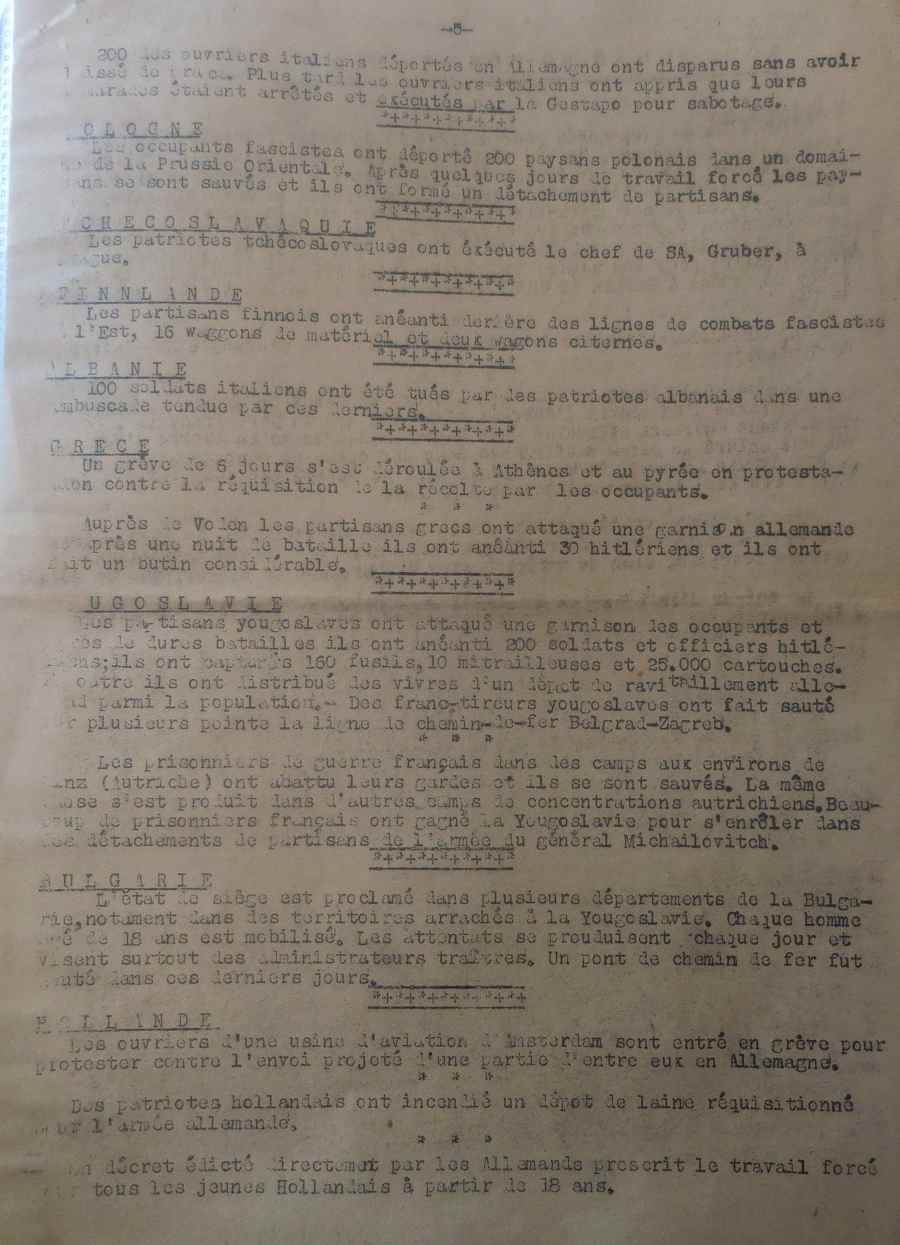 -5-
200 des ouvriers italiens déportés en Allemagne ont disparus sans avoir
laissé de trace. Plus tard les ouvriers italiens ont appris que leurs
camarades étaient arrêtés et exécutés par la Gestapo pour sabotage.
*+*+*+*+*+*+*+*
OLOGNE
Les occupants fascistes ont déporté 200 paysans polonais dans un domai-
ne de la Prussie Orientale. Après quelques jours de travail forcé les pay-
sans se sont sauvés et ils ont formé un détachement de partisans.
*+*+*+*+*+*+*+*
TCHECOSLAVAQUIE
Les patriotes tchécoslovaques ont éxécuté le chef de SA, Gruber, à
ague.
*+*+*+*+*+*+*+*
FINNLANDE
Les partisans finnois ont anéanti derière des lignes de combats fascistes
l'Est, 16 waggons de matériel et deux wagons citernes.
*+*+*+*+*+*+*+*
ALBANIE
100 soldats italiens ont été tués par des patriotes albanais dans une
embuscade tendue par ces derniers.
*+*+*+*+*+*+*+*
GRECE
Un grève de 6 jours s'est déroulée à Athènes et au pyrée en protesta-
tion contre la réquisition de la récolte par les occupants.
* * *
Auprès de Volon les partisans grecs ont attaqué une garnison allemande
après une nuit de bataille ils ont anéanti 30 hitlériens et ils ont
fait un butin considérable.
*+*+*+*+*+*+*+*
UGOSLAVIE
Des partisans yougoslaves ont attaqué une garnison des occupants et
rès de dures batailles ils ont anéanti 200 soldats et officiers hitlé-
riens;ils ont capturés 160 fusils,10 mitrailleuses et 25.000 cartouches.
outre ils ont distribué des vivres d'un dépot de ravitaillement alle-
nd parmi la population.- Des franc-tireurs yougoslaves ont fait sauté
plusieurs points la ligne de chemin-de-fer Belgrad-Zagreb.
* * *
Les prisonniers de guerre français dans des camps aux environs de
inz (Autriche) ont abattu leurs gardes et ils se sont sauvés. La même
chose s'est produit dans d'autres camps de concentrations autrichiens.Beau-
coup de prisonniers français ont gagné la Yougoslavie pour s'enrêler dans
les détachements de partisans de l'armée du général Michailovitch.
*+*+*+*+*+*+*+*
BULGARIE
L'état de siège est proclamé dans plusieurs départements de la Bulga-
rie,notament dans des territoires arrachés à la Yougoslavie. Chaque homme
agé de 18 ans est mobilisé. Les attentats se prouduisent chaque jour et
visent surtout des administrateurs traîtres. Un pont de chemin de fer fut
sauté dans ces derniers jours.
*+*+*+*+*+*+*+*+*
HOLLANDE
Les ouvriers d'une usine d'aviation d'Amsterdam sont entré en grève pour
protester contre l'envoi projeté d'une partie d'entre eux en Allemagne.
* * *
Des patriotes hollandais ont incendié un dépot de laine réquisitionné
pour l'armée allemande.
* * *
Un décret édicté directemet par les Allemands prescrit le travail forcé
pour tous les jeunes Hollandais à partir de 18 ans.